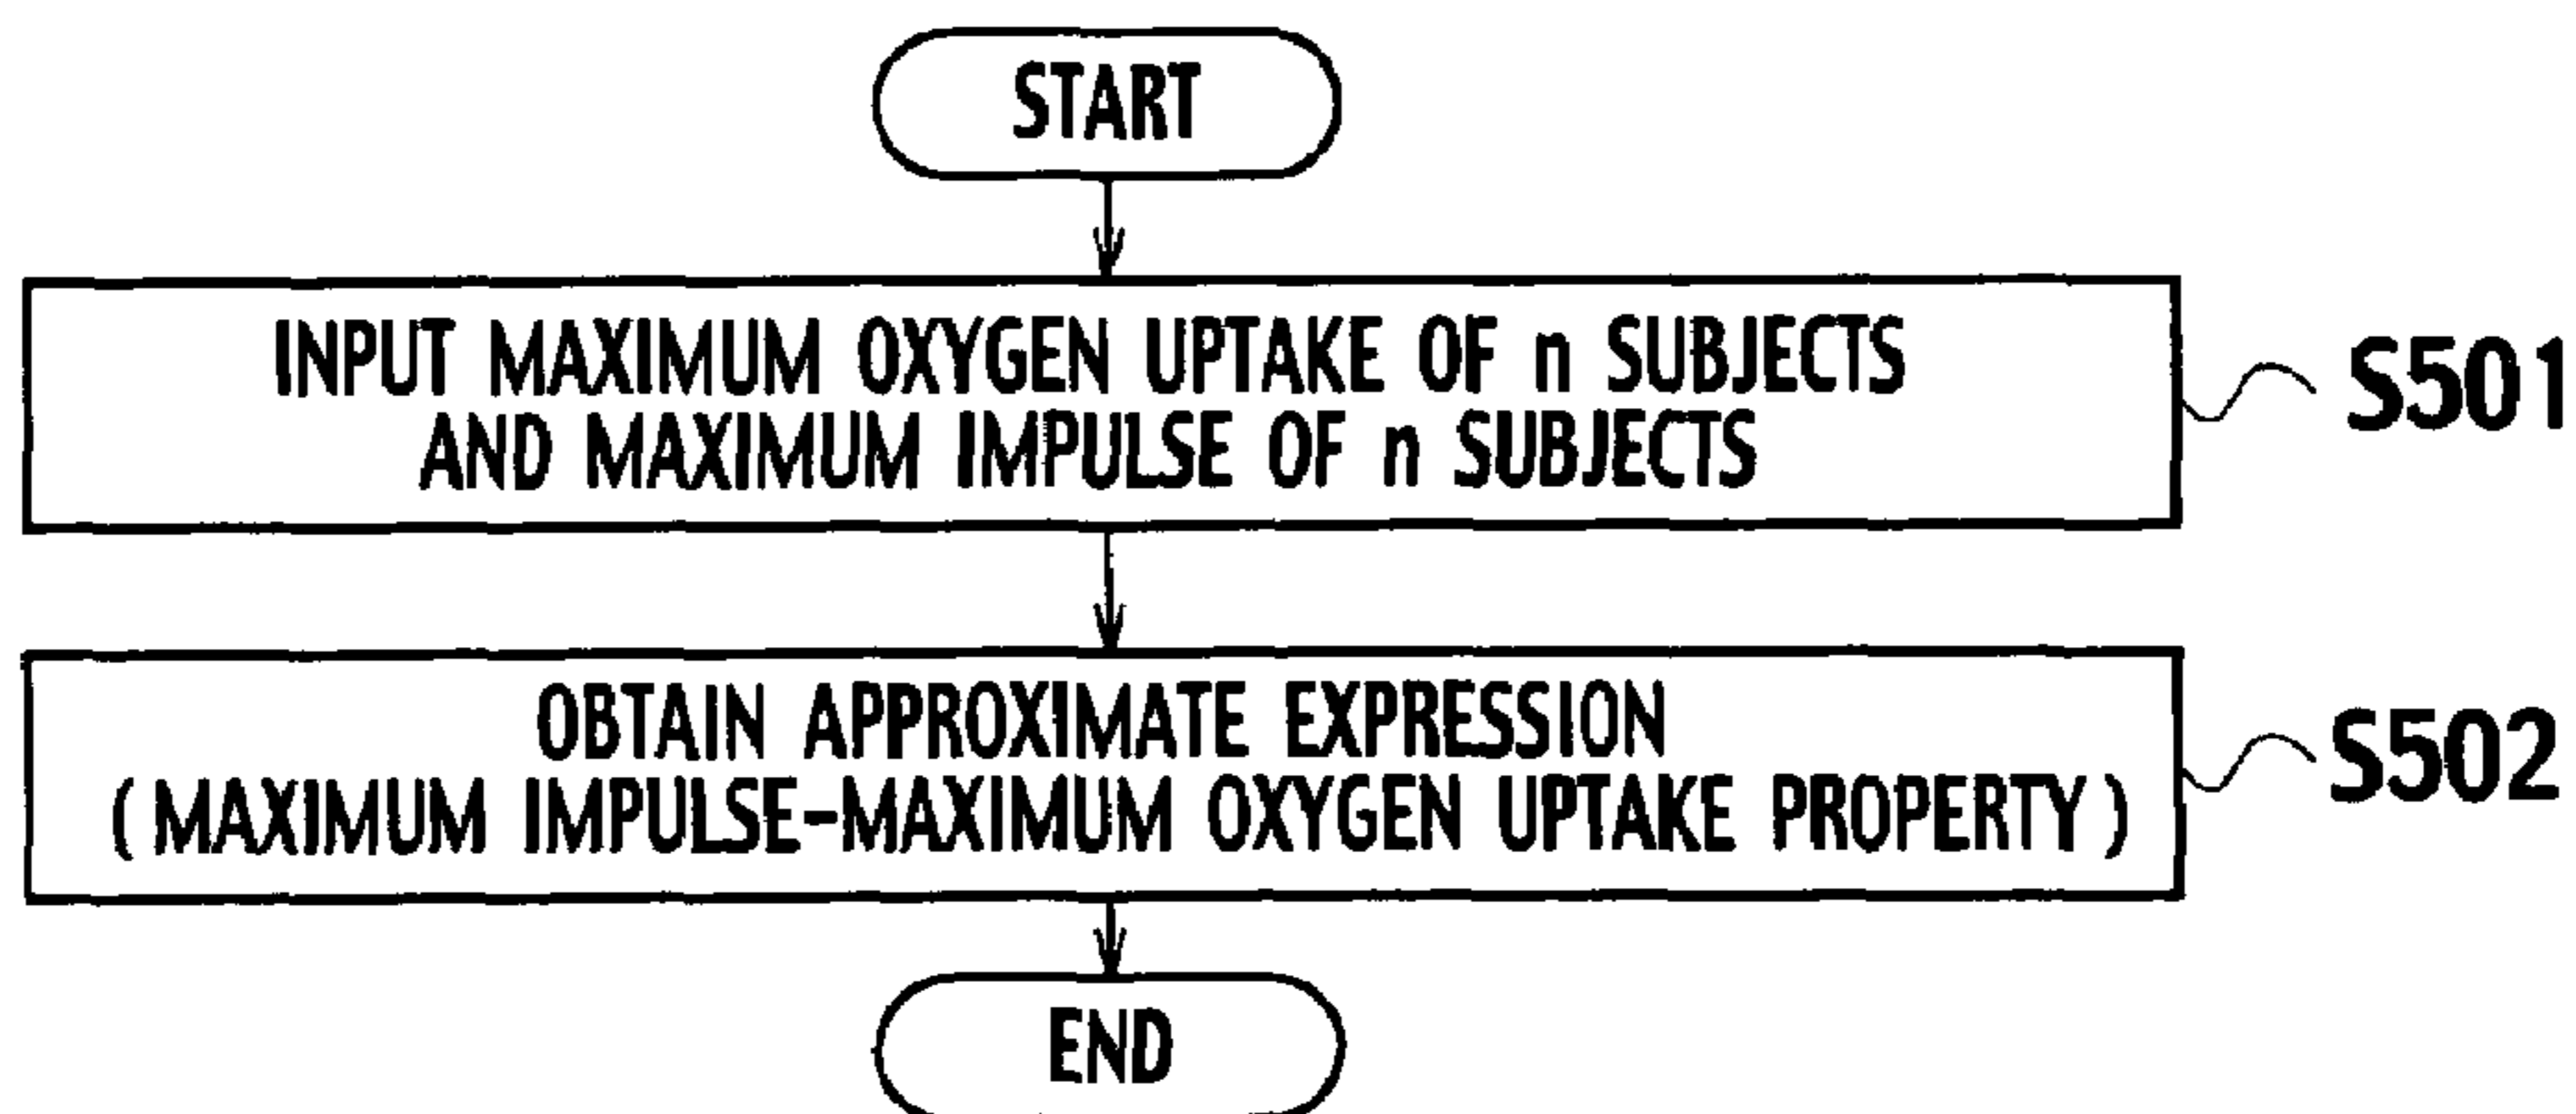 START
INPUT MAXIMUM OXYGEN UPTAKE OF n SUBJECTS
AND MAXIMUM IMPULSE OF n SUBJECTS
S501
OBTAIN APPROXIMATE EXPRESSION
(MAXIMUM IMPULSE-MAXIMUM OXYGEN UPTAKE PROPERTY)
S502
END